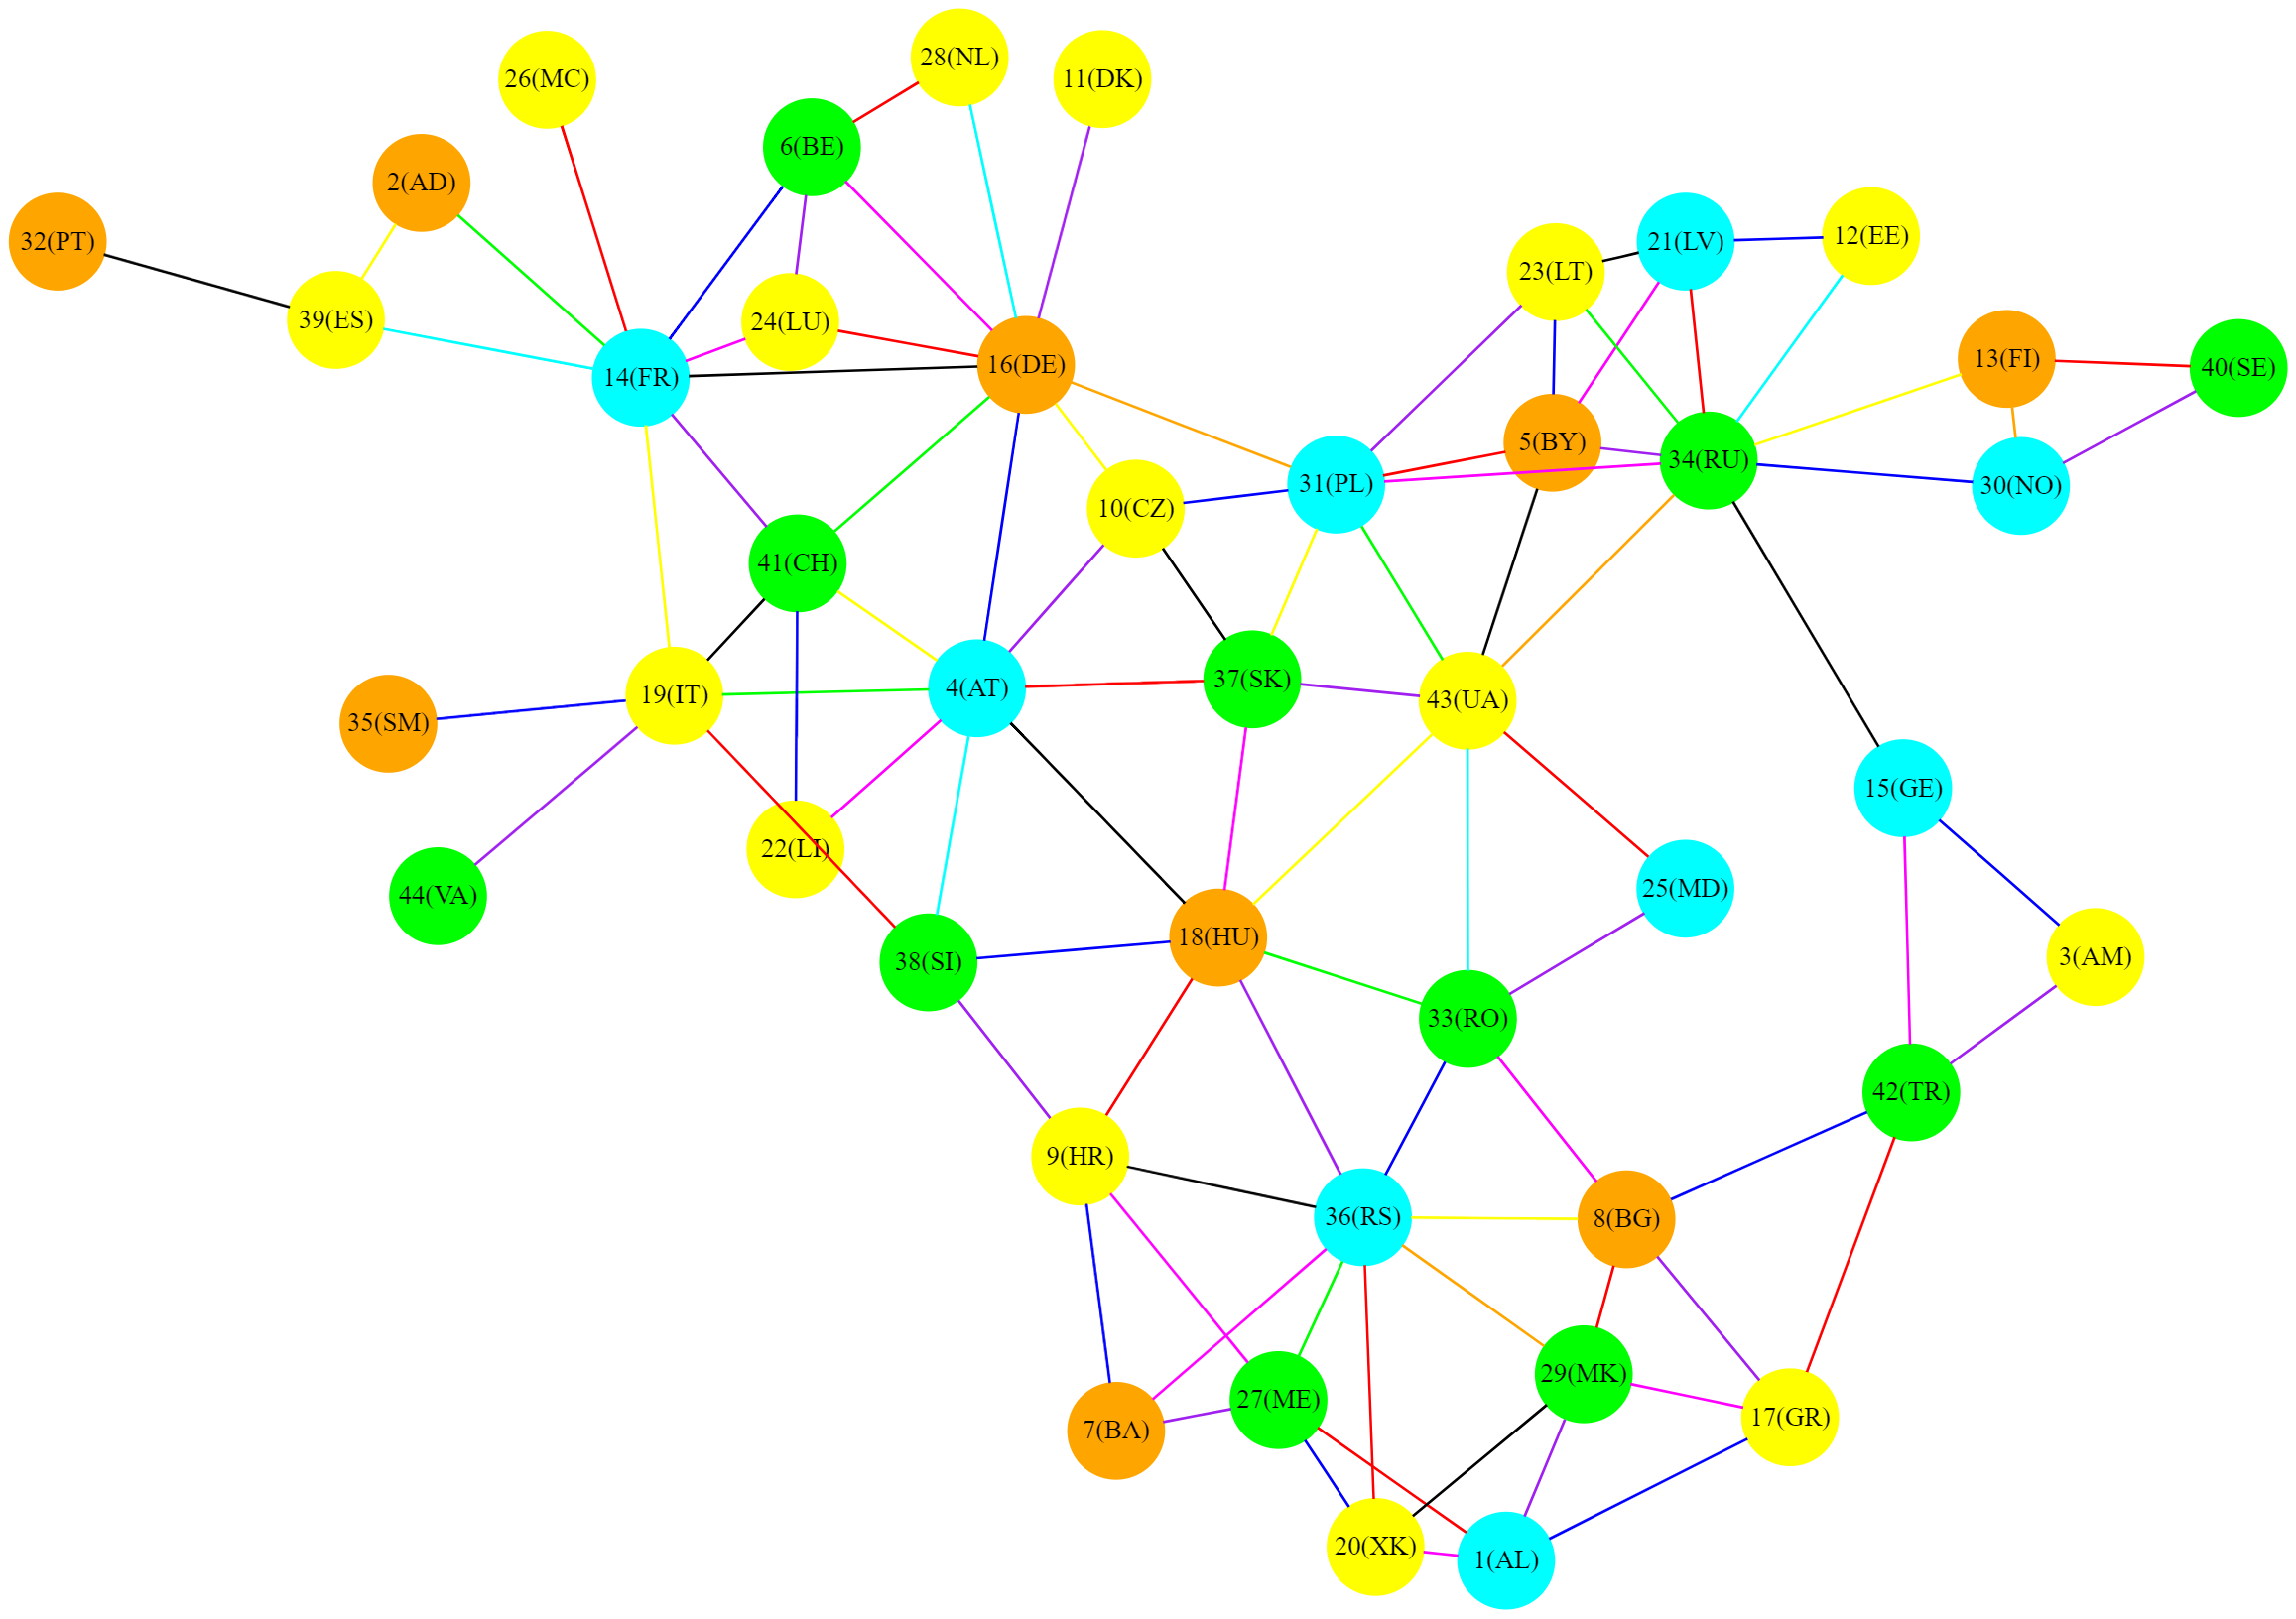 28(NL)
26(MC)
11(DK)
6(BE)
2(AD)
32(PT)
21(LV)
12(EE)
23(LT)
39(ES)
24(LU)
13(FI)
16(DE)
40(SE)
14(FR)
5(BY)
34(RU)
31(PL)
30(NO)
10(CZ)
41(CH)
37(SK)
4(AT)
19(IT)
43(UA)
35(SM)
15(GE)
22(LI)
25(MD)
44(VA)
18(HU)
3(AM)
38(SI)
33(RO)
42(TR)
9(HR)
36(RS)
8(BG)
29(MK)
27(ME)
17(GR)
7(BA)
20(XK)
1(AL)